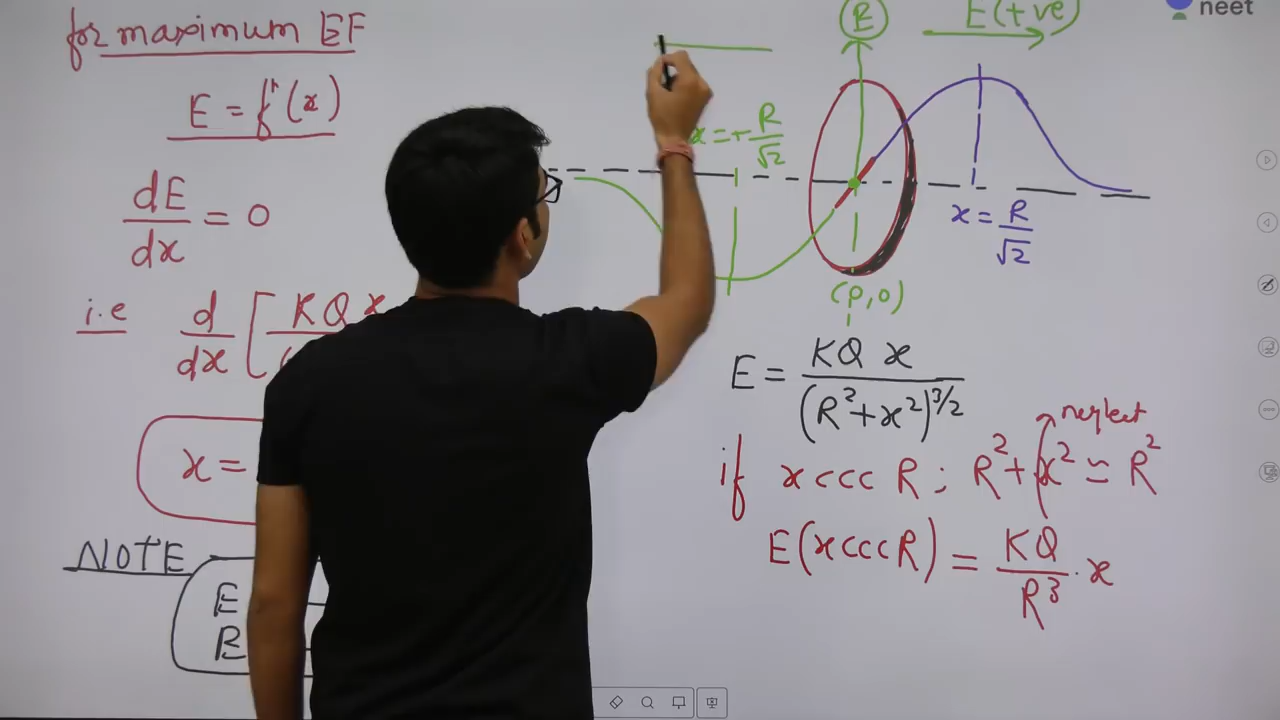 for maximum EF
E = f^n(x)
dE/dx = 0
i.e d/dx [ KQ x
x =
NOTE
E
E
E
E(+ve)
neet
x = - R/√2
x = R/√2
(0,0)
E = KQ x / (R²+x²)^3/2
neglect
if x <<< R ; R² + x² ≃ R²
E(x<<<R) = KQ/R³ . x